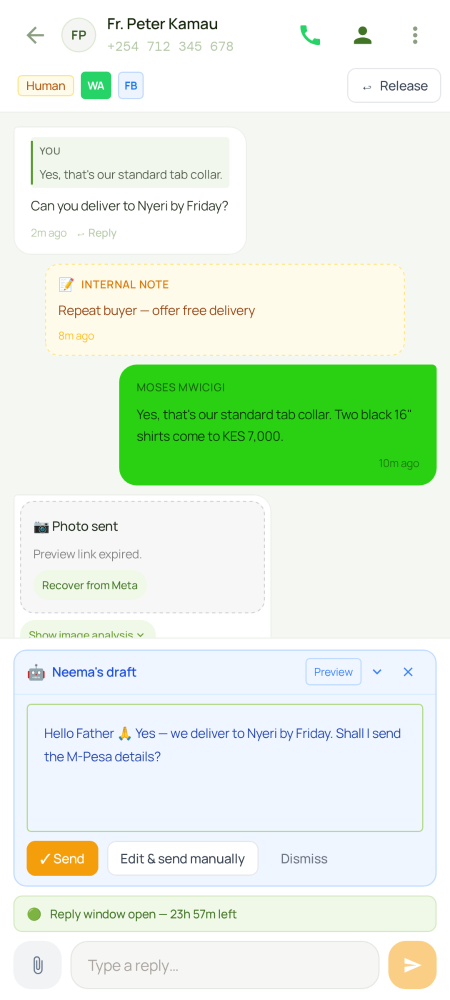 FP
Fr. Peter Kamau
+254 712 345 678
Human
WA
FB
Release
YOU
Yes, that's our standard tab collar.
Can you deliver to Nyeri by Friday?
2m ago Reply
INTERNAL NOTE
Repeat buyer — offer free delivery
8m ago
MOSES MWICIGI
Yes, that's our standard tab collar. Two black 16"
shirts come to KES 7,000.
10m ago
Photo sent
Preview link expired.
Recover from Meta
Show image analysis
Neema's draft
Preview
Hello Father 🙏 Yes — we deliver to Nyeri by Friday. Shall I send
the M-Pesa details?
✓ Send
Edit & send manually
Dismiss
Reply window open — 23h 57m left
Type a reply...